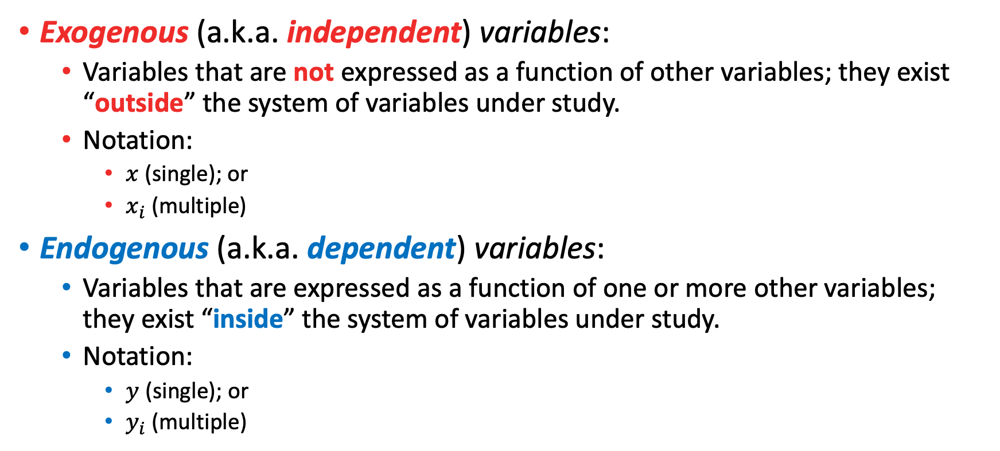 • Exogenous (a.k.a. independent) variables:
• Variables that are not expressed as a function of other variables; they exist
“outside” the system of variables under study.
• Notation:
• x (single); or
• xᵢ (multiple)
• Endogenous (a.k.a. dependent) variables:
• Variables that are expressed as a function of one or more other variables;
they exist “inside” the system of variables under study.
• Notation:
• y (single); or
• yᵢ (multiple)